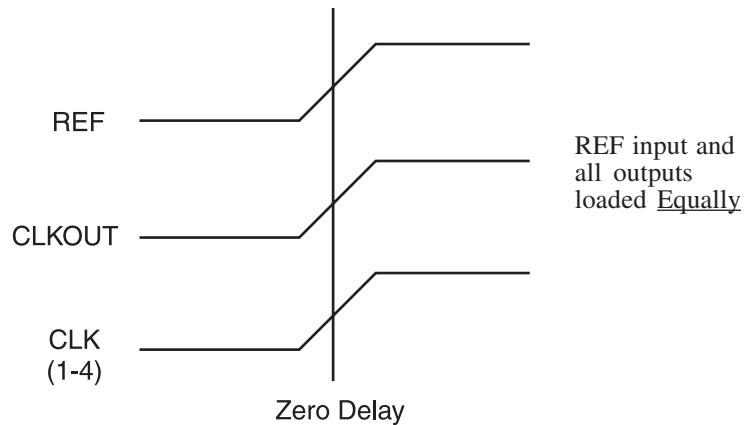 REF
REF input and
all outputs
loaded Equally
CLKOUT
CLK
(1-4)
Zero Delay